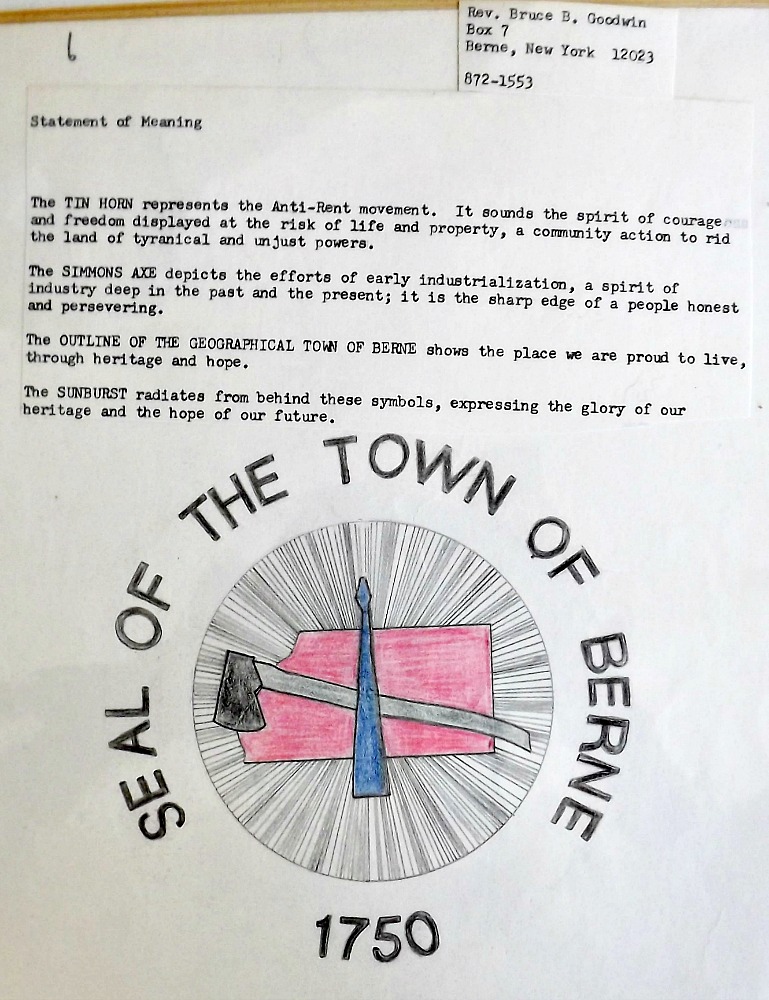 6
Rev. Bruce B. Goodwin
Box 7
Berne, New York 12023
872-1553
Statement of Meaning
The TIN HORN represents the Anti-Rent movement. It sounds the spirit of courage
and freedom displayed at the risk of life and property, a community action to rid
the land of tyranical and unjust powers.
The SIMMONS AXE depicts the efforts of early industrialization, a spirit of
industry deep in the past and the present; it is the sharp edge of a people honest
and persevering.
The OUTLINE OF THE GEOGRAPHICAL TOWN OF BERNE shows the place we are proud to live,
through heritage and hope.
The SUNBURST radiates from behind these symbols, expressing the glory of our
heritage and the hope of our future.
SEAL OF THE TOWN OF BERNE
1750